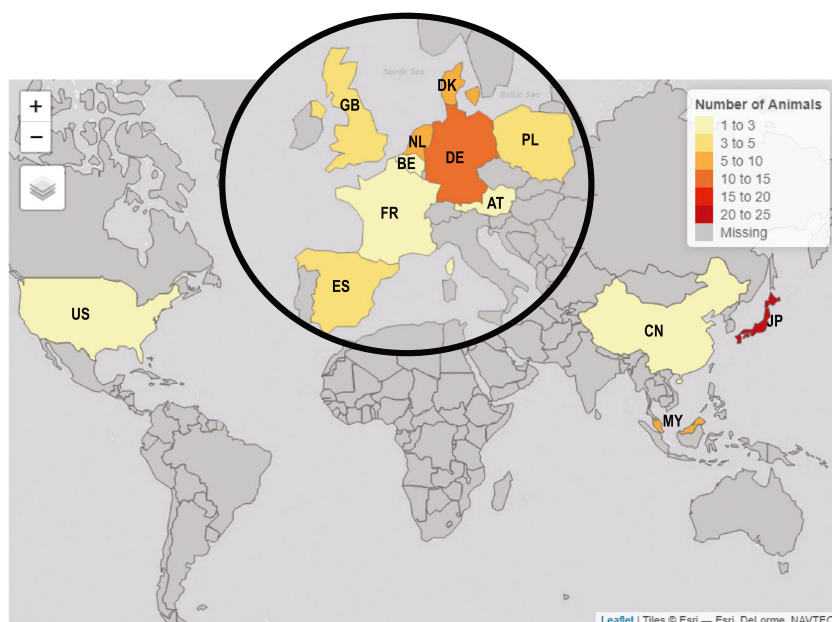 North Sea
Baltic Sea
DK
GB
NL
PL
DE
BE
AT
FR
ES
US
CN
JP
MY
+
−
Number of Animals
1 to 3
3 to 5
5 to 10
10 to 15
15 to 20
20 to 25
Missing
Leaflet | Tiles © Esri — Esri, DeLorme, NAVTEQ